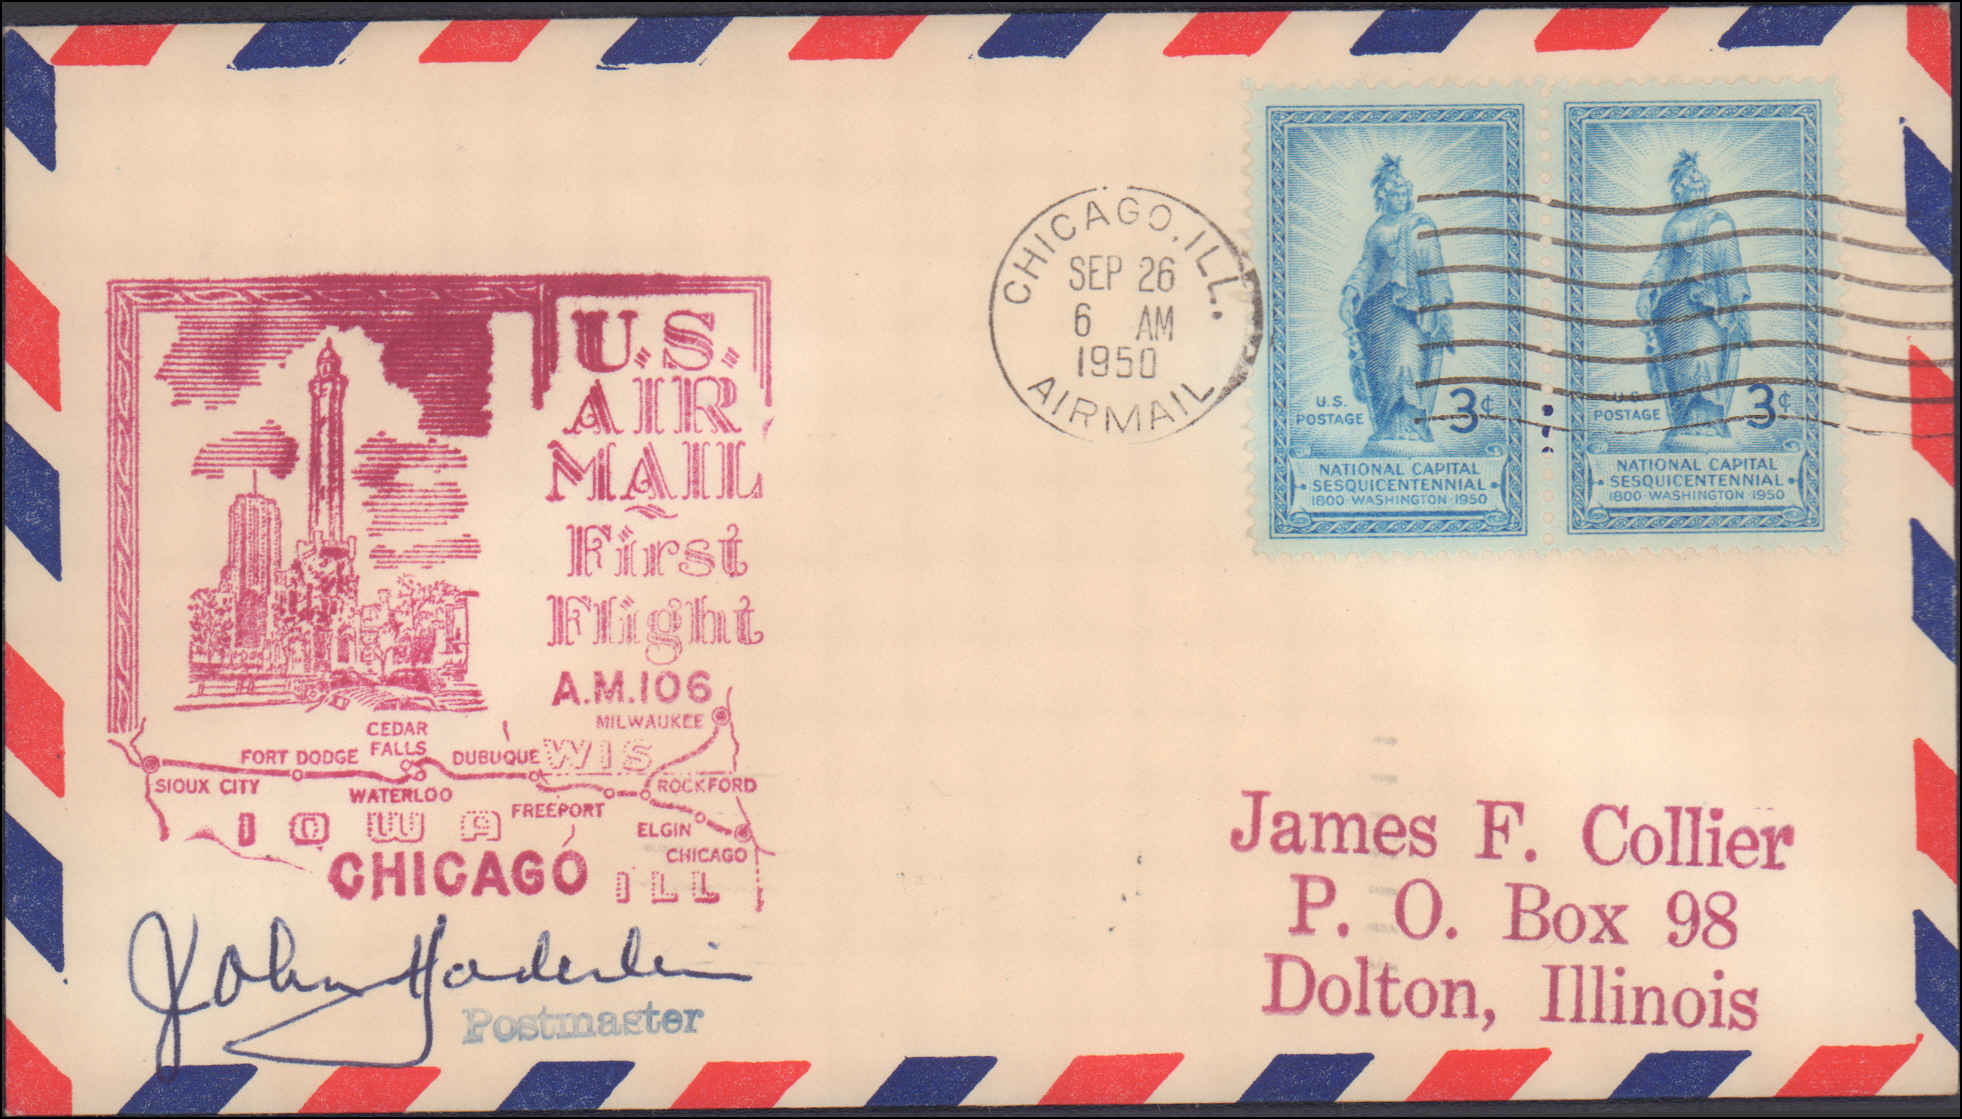 U.S.
AIR
MAIL
First
Flight
A.M.106
MILWAUKEE
CEDAR
FALLS
FORT DODGE
DUBUQUE
WIS
SIOUX CITY
WATERLOO
ROCKFORD
FREEPORT
IOWA
ELGIN
CHICAGO
CHICAGO
ILL
John Haderlein
Postmaster
CHICAGO, ILL.
SEP 26
6 AM
1950
AIRMAIL
U.S.
POSTAGE
3¢
NATIONAL CAPITAL
SESQUICENTENNIAL
1800·WASHINGTON·1950
U.S.
POSTAGE
3¢
NATIONAL CAPITAL
SESQUICENTENNIAL
1800·WASHINGTON·1950
James F. Collier
P. O. Box 98
Dolton, Illinois